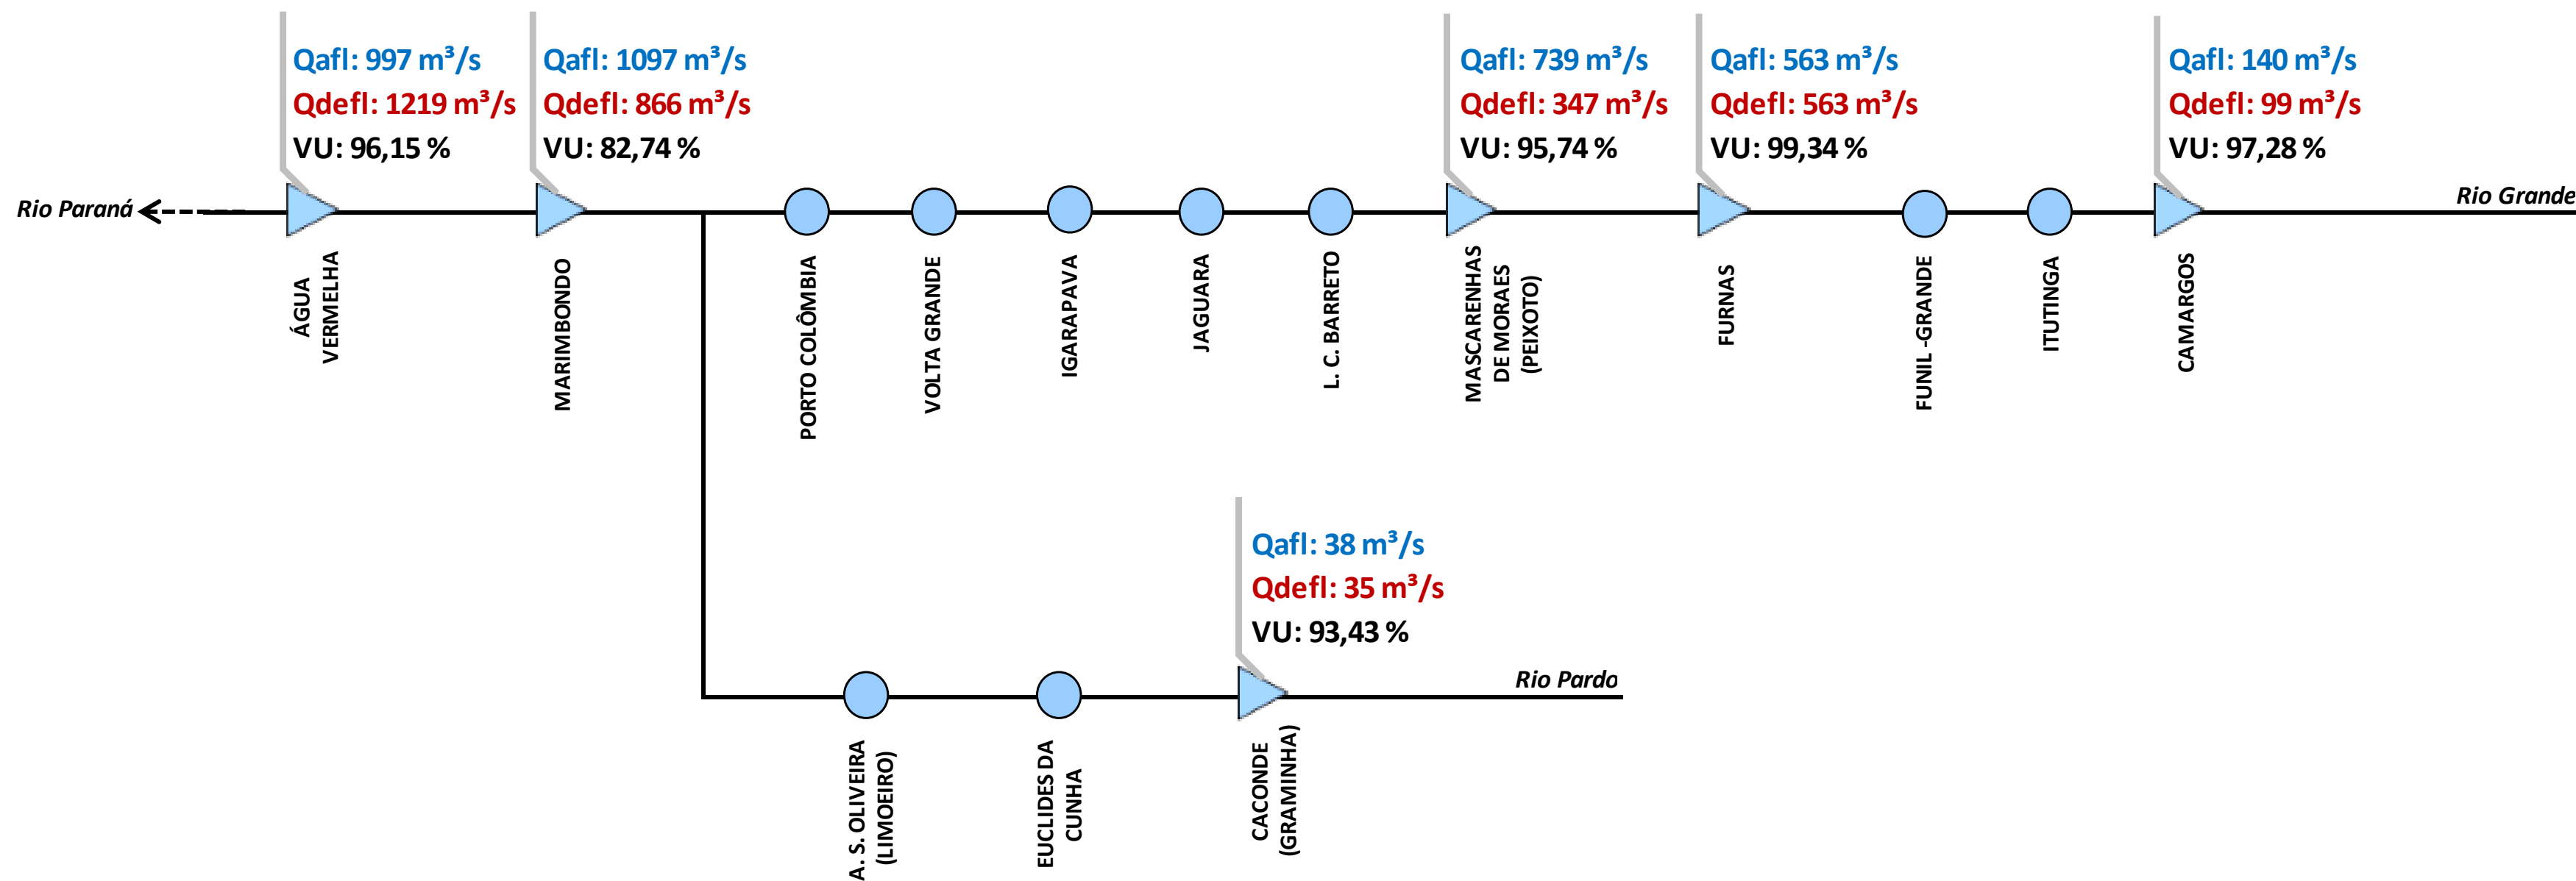 Qafl: 997 m³/s
Qdefl: 1219 m³/s
VU: 96,15 %
Qafl: 1097 m³/s
Qdefl: 866 m³/s
VU: 82,74 %
Qafl: 739 m³/s
Qdefl: 347 m³/s
VU: 95,74 %
Qafl: 563 m³/s
Qdefl: 563 m³/s
VU: 99,34 %
Qafl: 140 m³/s
Qdefl: 99 m³/s
VU: 97,28 %
Rio Paraná
Rio Grande
ÁGUA
VERMELHA
MARIMBONDO
PORTO COLÔMBIA
VOLTA GRANDE
IGARAPAVA
JAGUARA
L. C. BARRETO
MASCARENHAS
DE MORAES
(PEIXOTO)
FURNAS
FUNIL -GRANDE
ITUTINGA
CAMARGOS
Qafl: 38 m³/s
Qdefl: 35 m³/s
VU: 93,43 %
Rio Pardo
A. S. OLIVEIRA
(LIMOEIRO)
EUCLIDES DA
CUNHA
CACONDE
(GRAMINHA)